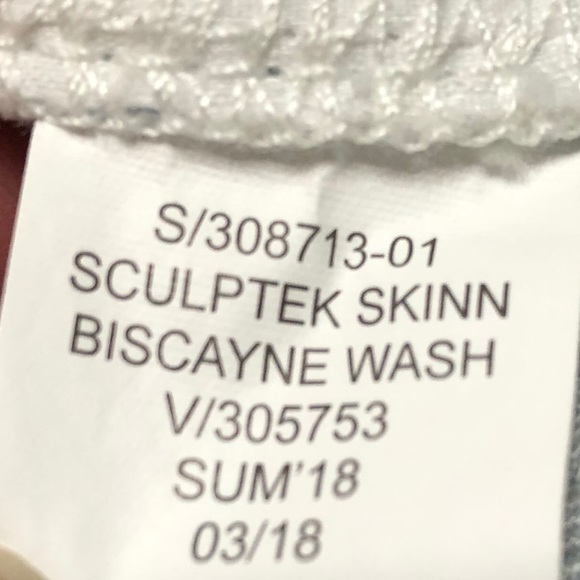 S/308713-01
SCULPTEK SKINN
BISCAYNE WASH
V/305753
SUM'18
03/18